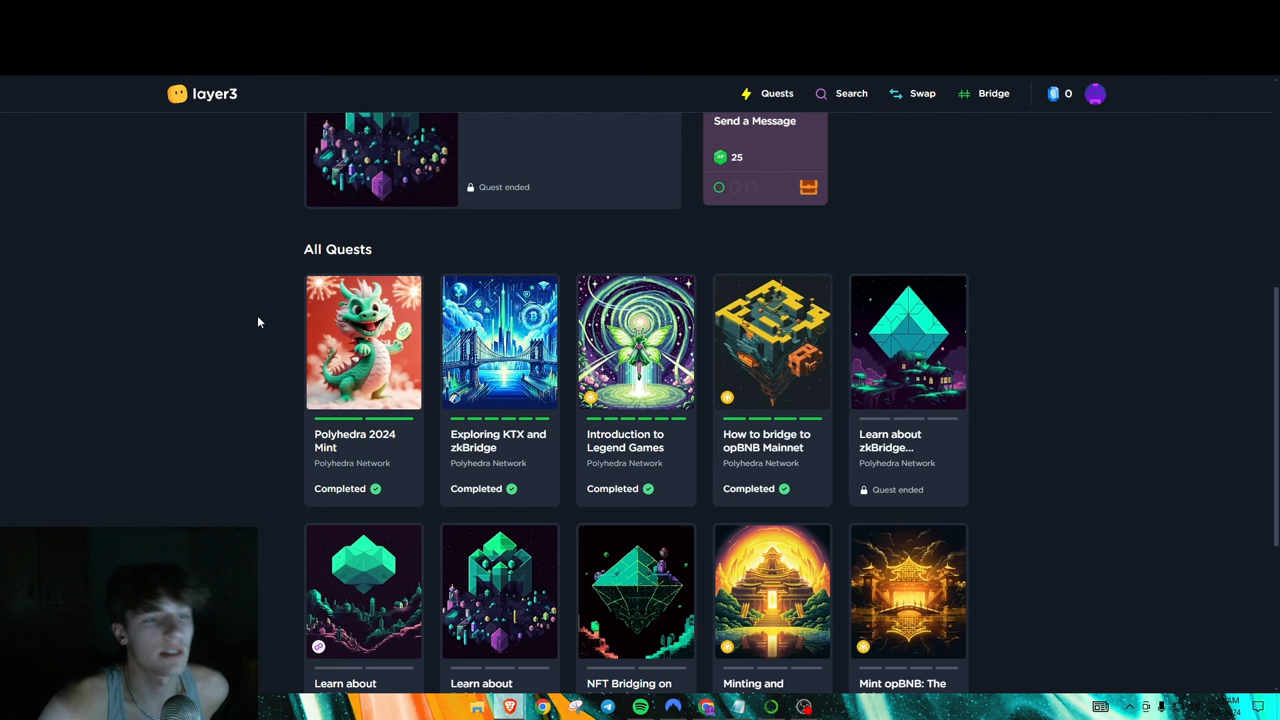 layer3
Quests
Search
Swap
Bridge
0
Send a Message
XP 25
Quest ended
All Quests
Polyhedra 2024
Mint
Polyhedra Network
Completed
Exploring KTX and
zkBridge
Polyhedra Network
Completed
Introduction to
Legend Games
Polyhedra Network
Completed
How to bridge to
opBNB Mainnet
Polyhedra Network
Completed
Learn about
zkBridge...
Polyhedra Network
Quest ended
Learn about
Learn about
NFT Bridging on
Minting and
Mint opBNB: The